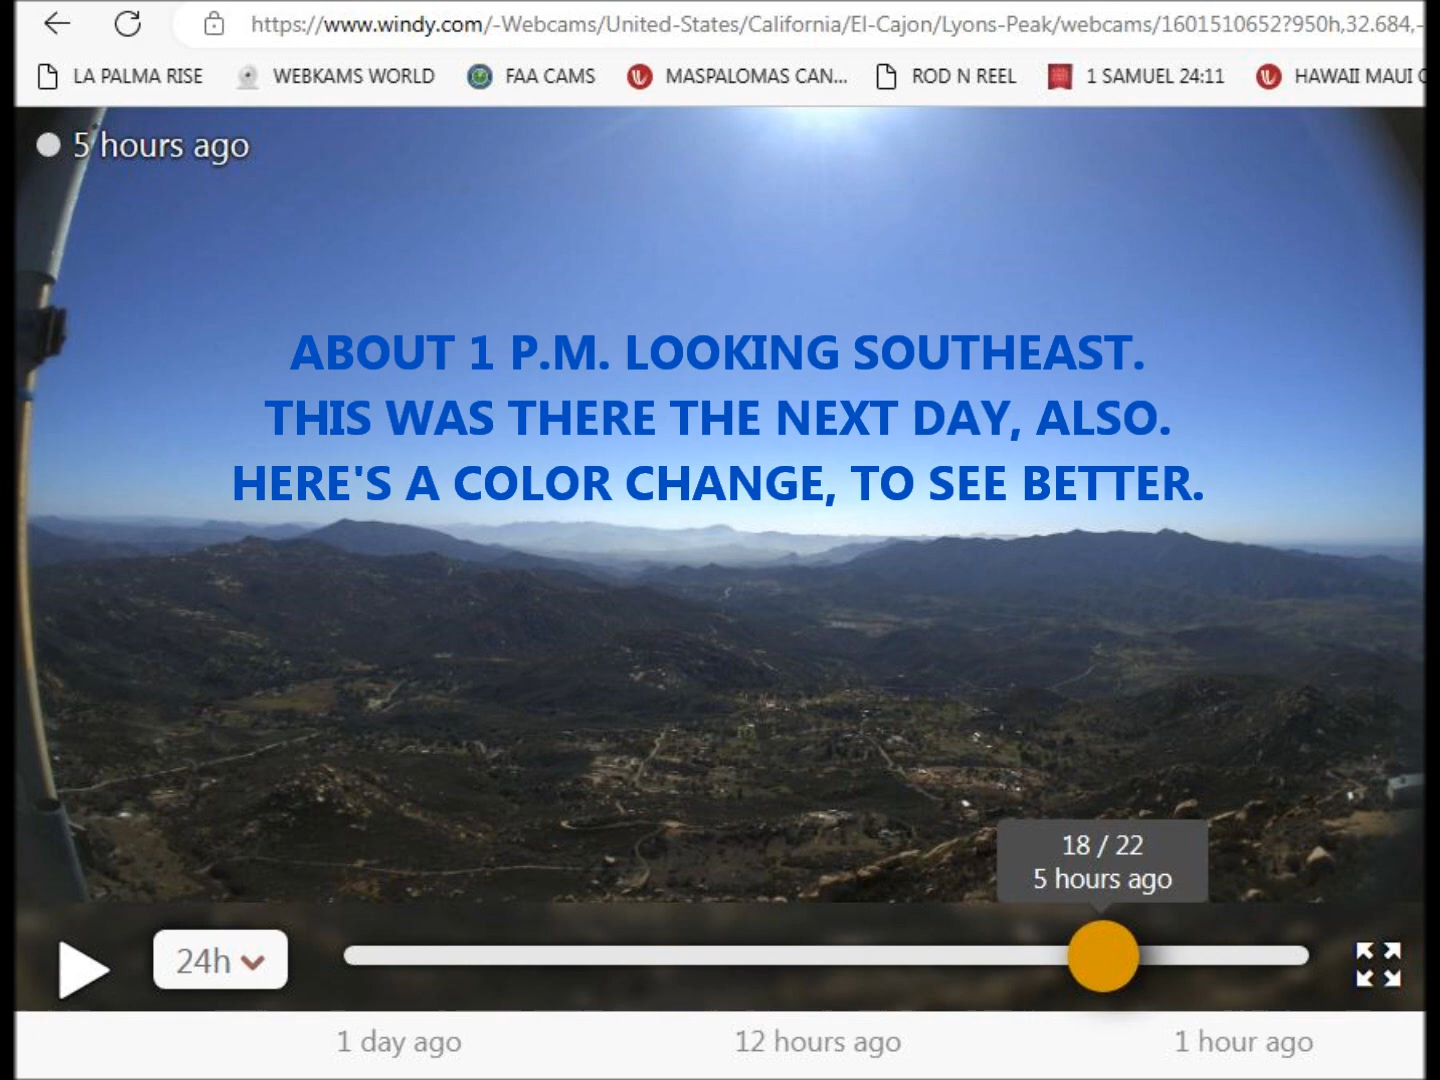 https://www.windy.com/-Webcams/United-States/California/El-Cajon/Lyons-Peak/webcams/1601510652?950h,32.684,-
LA PALMA RISE WEBKAMS WORLD FAA CAMS MASPALOMAS CAN... ROD N REEL 1 SAMUEL 24:11 HAWAII MAUI
5 hours ago
ABOUT 1 P.M. LOOKING SOUTHEAST.
THIS WAS THERE THE NEXT DAY, ALSO.
HERE'S A COLOR CHANGE, TO SEE BETTER.
18 / 22
5 hours ago
24h
1 day ago 12 hours ago 1 hour ago